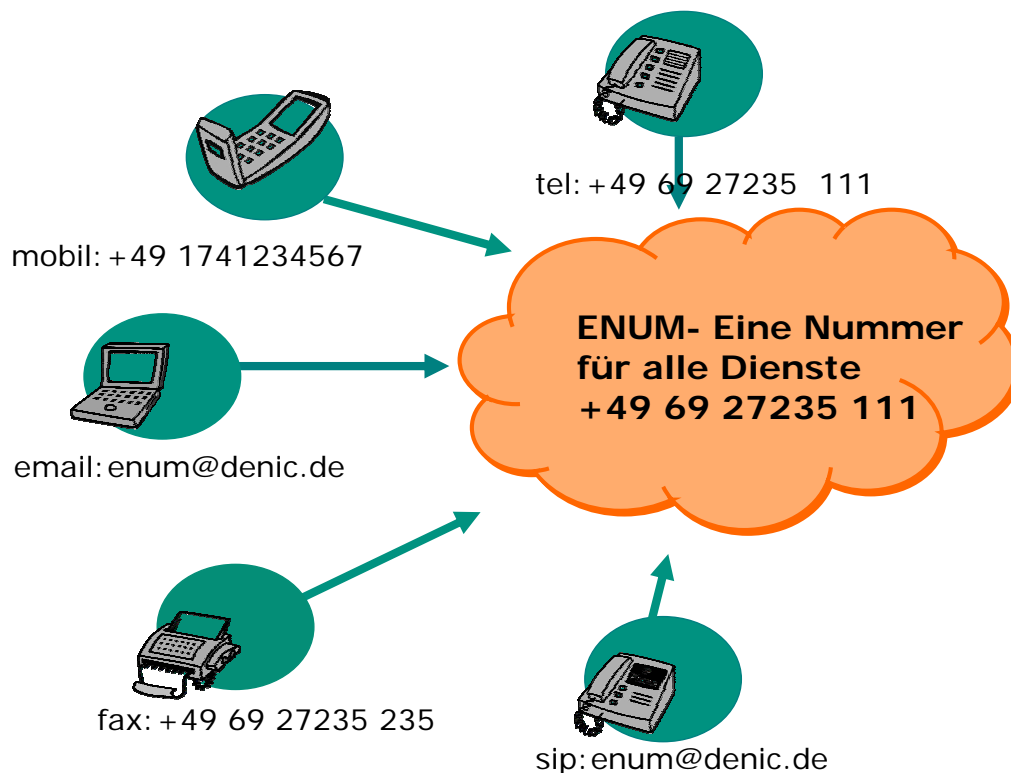 tel: +49 69 27235 111
mobil: +49 1741234567
ENUM- Eine Nummer
für alle Dienste
+49 69 27235 111
email: enum@denic.de
fax: +49 69 27235 235
sip: enum@denic.de